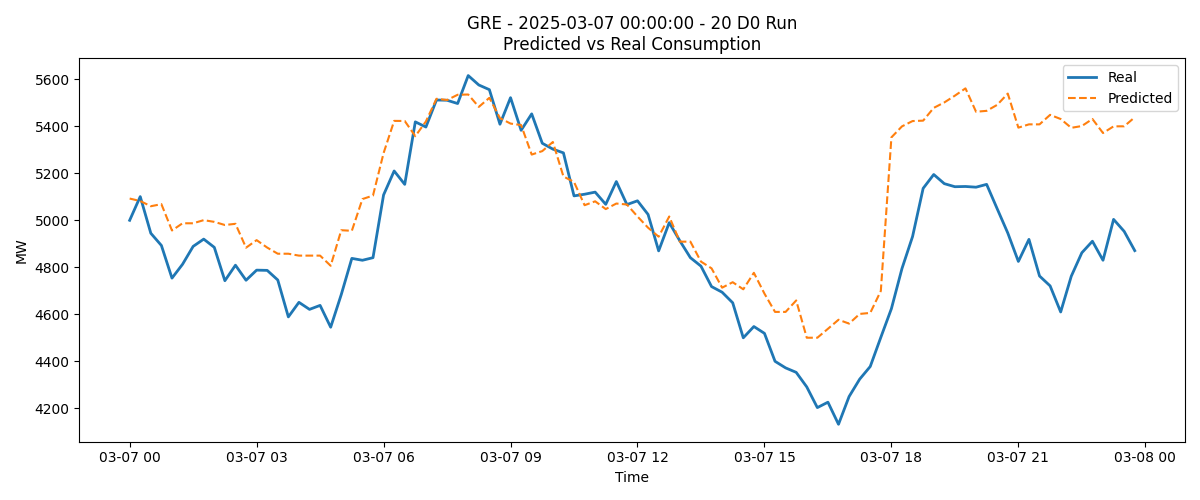 GRE - 2025-03-07 00:00:00 - 20 D0 Run
Predicted vs Real Consumption
Real
Predicted
MW
5600
5400
5200
5000
4800
4600
4400
4200
03-07 00
03-07 03
03-07 06
03-07 09
03-07 12
03-07 15
03-07 18
03-07 21
03-08 00
Time